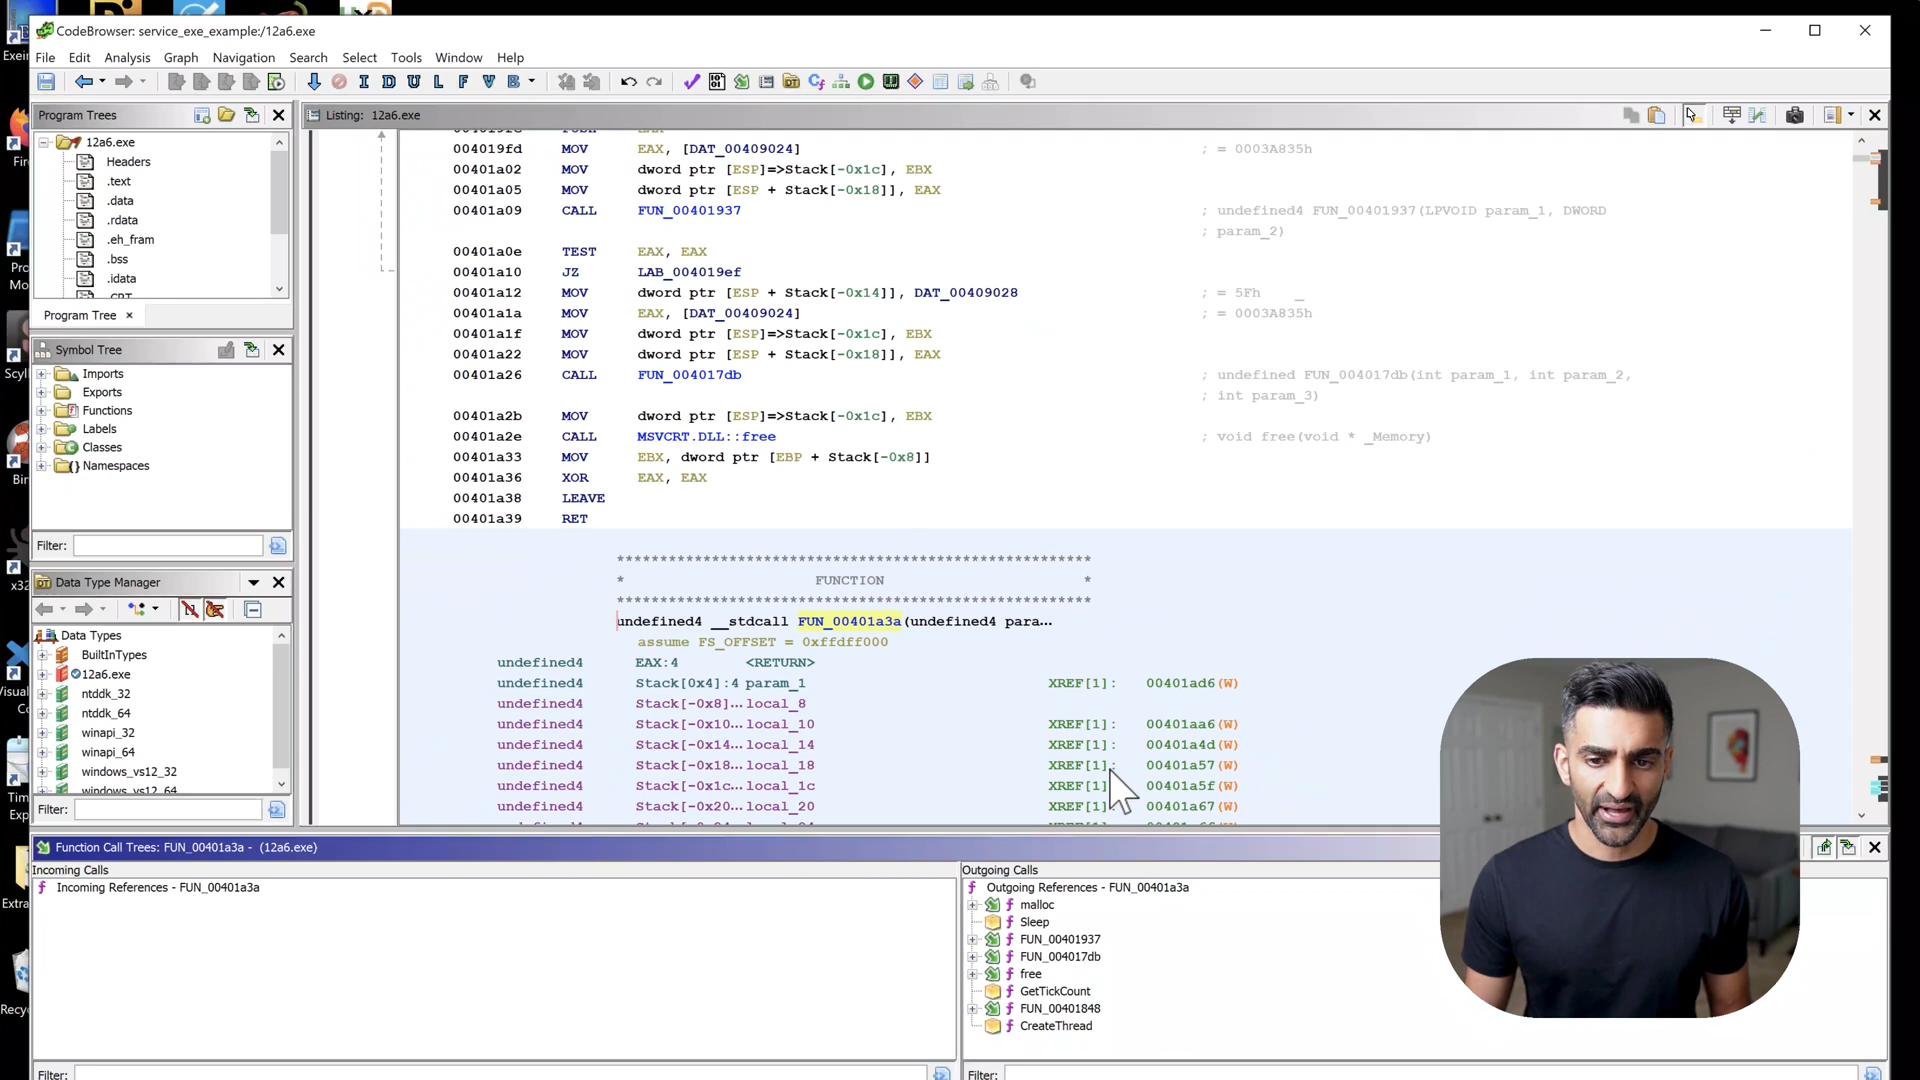 CodeBrowser: service_exe_example:/12a6.exe
File Edit Analysis Graph Navigation Search Select Tools Window Help
I D U L F V B
Program Trees
12a6.exe
Headers
.text
.data
.rdata
.eh_fram
.bss
.idata
.CRT
Program Tree ×
Symbol Tree
Imports
Exports
Functions
Labels
Classes
Namespaces
Filter:
Data Type Manager
Data Types
BuiltInTypes
12a6.exe
ntddk_32
ntddk_64
winapi_32
winapi_64
windows_vs12_32
windows_vs12_64
Filter:
Listing: 12a6.exe
004019fd MOV EAX, [DAT_00409024] ; = 0003A835h
00401a02 MOV dword ptr [ESP]=>Stack[-0x1c], EBX
00401a05 MOV dword ptr [ESP + Stack[-0x18]], EAX
00401a09 CALL FUN_00401937 ; undefined4 FUN_00401937(LPVOID param_1, DWORD
; param_2)
00401a0e TEST EAX, EAX
00401a10 JZ LAB_004019ef
00401a12 MOV dword ptr [ESP + Stack[-0x14]], DAT_00409028 ; = 5Fh _
00401a1a MOV EAX, [DAT_00409024] ; = 0003A835h
00401a1f MOV dword ptr [ESP]=>Stack[-0x1c], EBX
00401a22 MOV dword ptr [ESP + Stack[-0x18]], EAX
00401a26 CALL FUN_004017db ; undefined FUN_004017db(int param_1, int param_2,
; int param_3)
00401a2b MOV dword ptr [ESP]=>Stack[-0x1c], EBX
00401a2e CALL MSVCRT.DLL::free ; void free(void * _Memory)
00401a33 MOV EBX, dword ptr [EBP + Stack[-0x8]]
00401a36 XOR EAX, EAX
00401a38 LEAVE
00401a39 RET
**************************************************************
* FUNCTION *
**************************************************************
undefined4 __stdcall FUN_00401a3a(undefined4 para...
assume FS_OFFSET = 0xffdff000
undefined4 EAX:4 <RETURN>
undefined4 Stack[0x4]:4 param_1 XREF[1]: 00401ad6(W)
undefined4 Stack[-0x8]... local_8
undefined4 Stack[-0x10... local_10 XREF[1]: 00401aa6(W)
undefined4 Stack[-0x14... local_14 XREF[1]: 00401a4d(W)
undefined4 Stack[-0x18... local_18 XREF[1]: 00401a57(W)
undefined4 Stack[-0x1c... local_1c XREF[1] 00401a5f(W)
undefined4 Stack[-0x20... local_20 XREF[1]: 00401a67(W)
Function Call Trees: FUN_00401a3a - (12a6.exe)
Incoming Calls
Incoming References - FUN_00401a3a
Filter:
Outgoing Calls
Outgoing References - FUN_00401a3a
malloc
Sleep
FUN_00401937
FUN_004017db
free
GetTickCount
FUN_00401848
CreateThread
Filter: